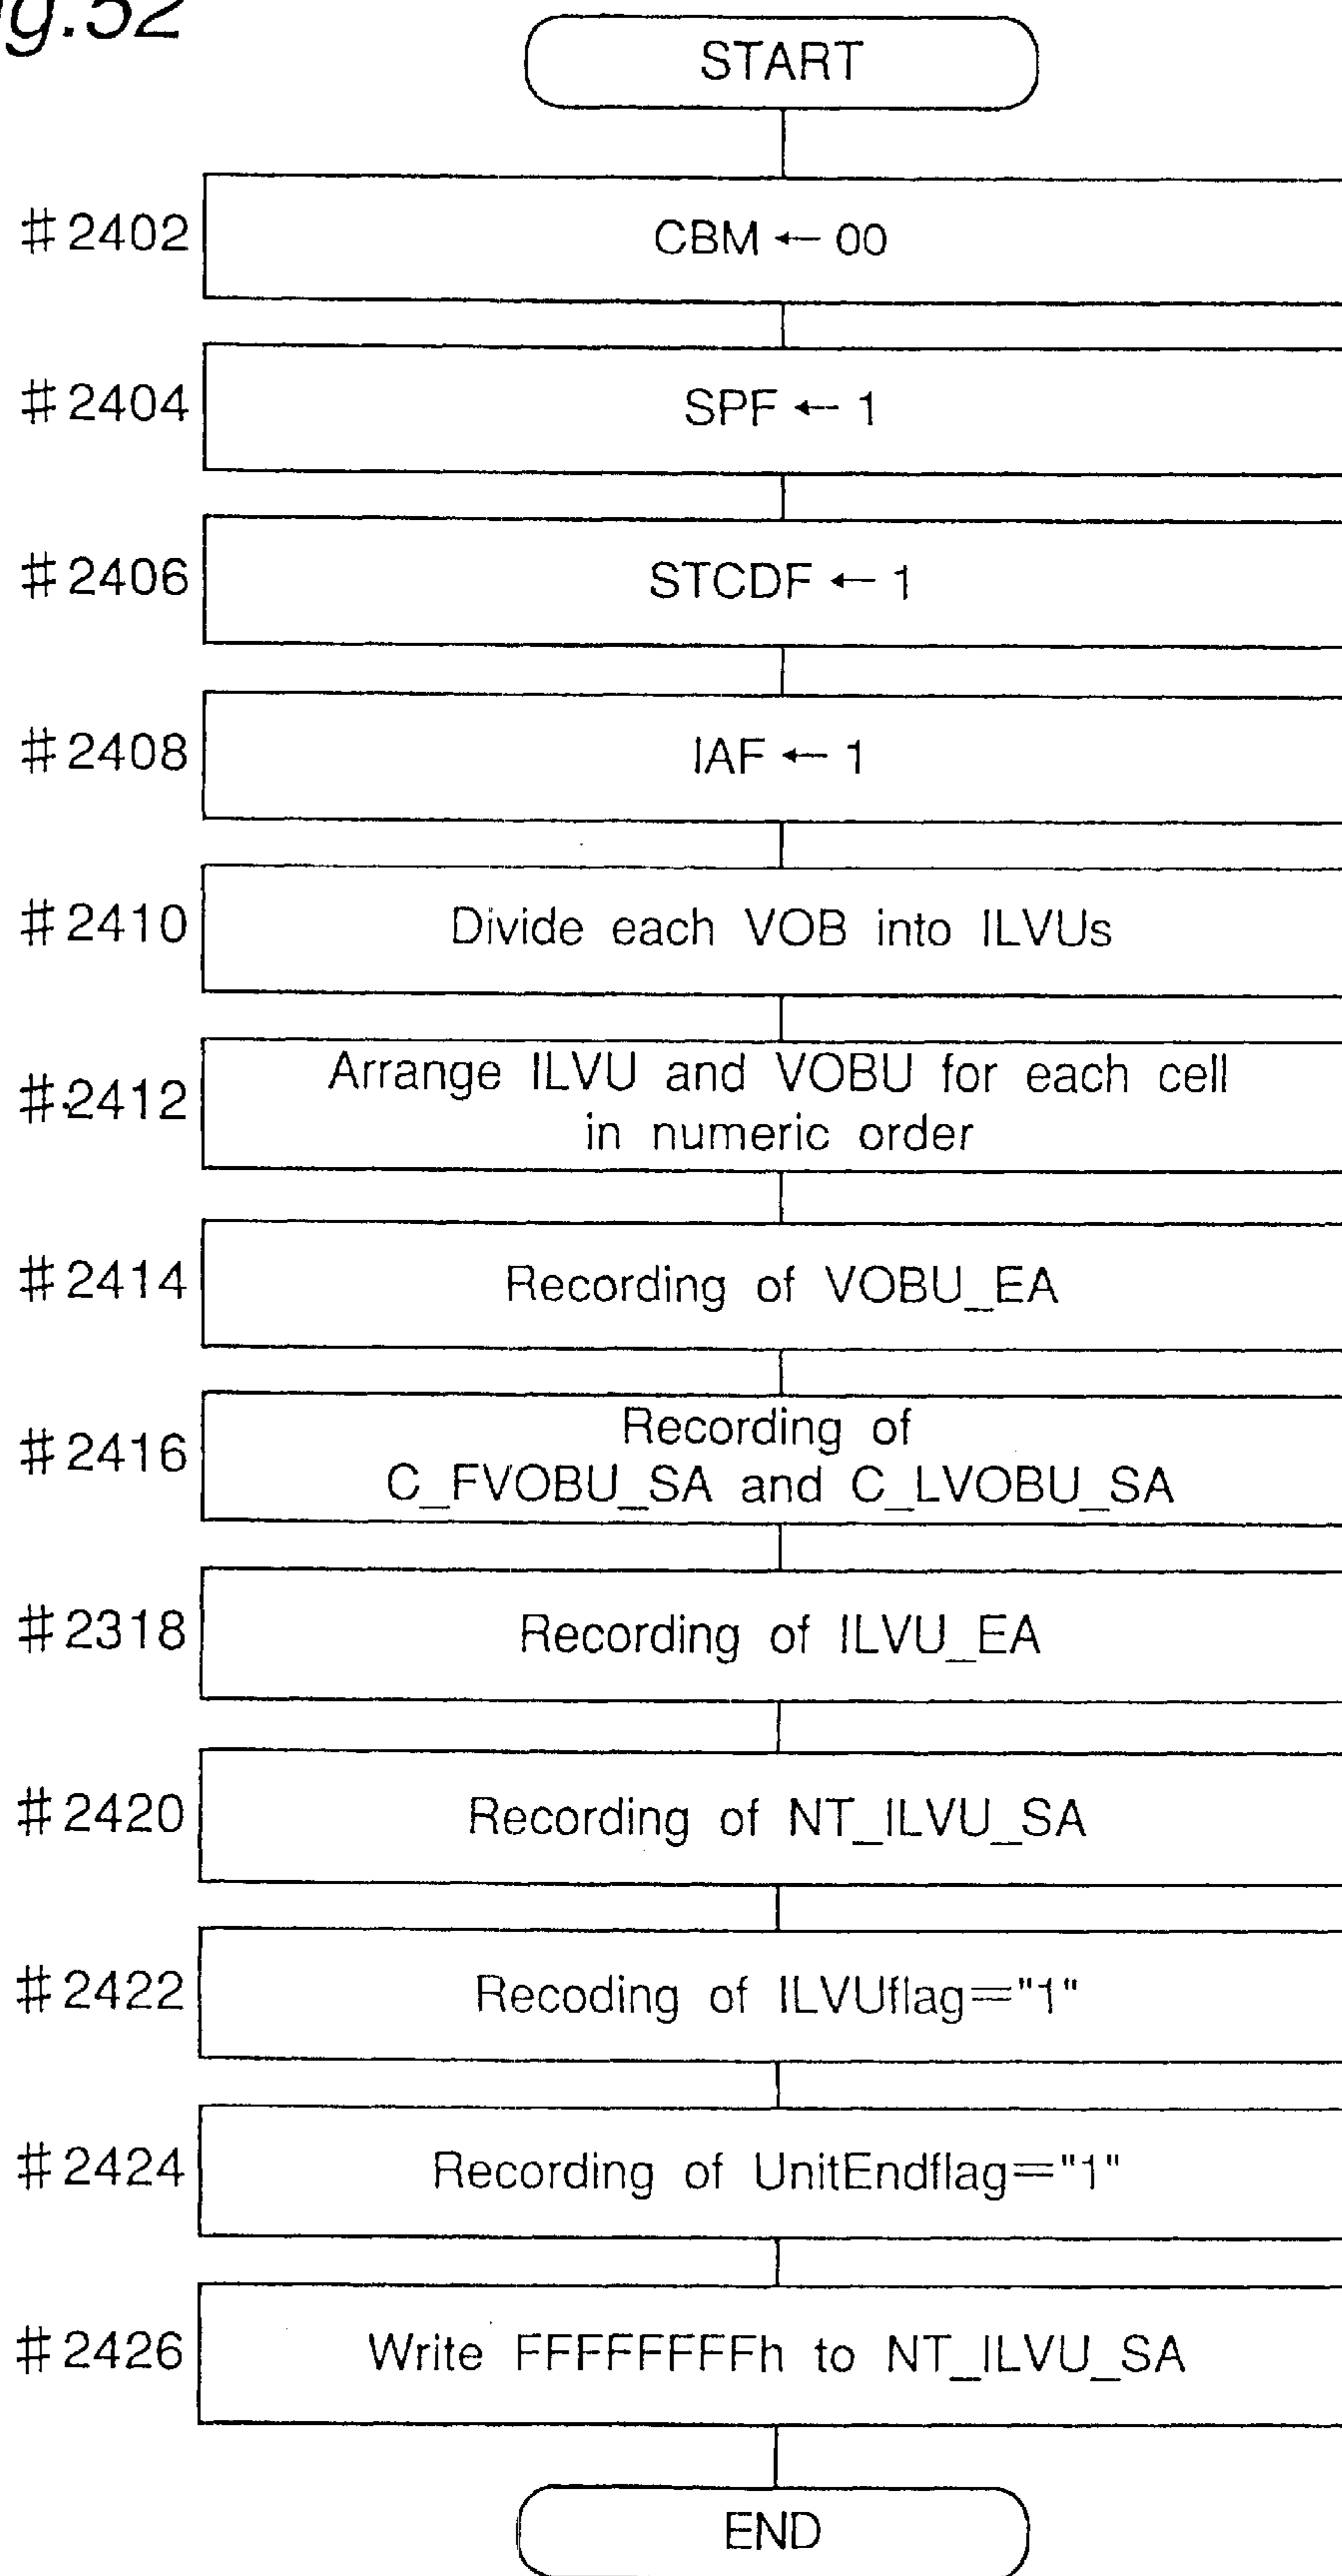 g.52
START
#2402
CBM ← 00
#2404
SPF ← 1
#2406
STCDF ← 1
#2408
IAF ← 1
#2410
Divide each VOB into ILVUs
#2412
Arrange ILVU and VOBU for each cell
in numeric order
#2414
Recording of VOBU_EA
#2416
Recording of
C_FVOBU_SA and C_LVOBU_SA
#2318
Recording of ILVU_EA
#2420
Recording of NT_ILVU_SA
#2422
Recoding of ILVUflag="1"
#2424
Recording of UnitEndflag="1"
#2426
Write FFFFFFFFh to NT_ILVU_SA
END